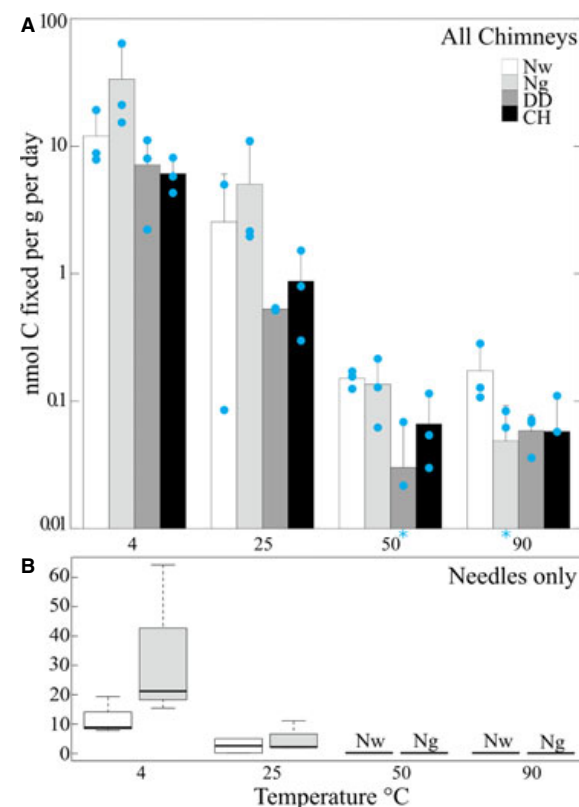 A
All Chimneys
Nw
Ng
DD
CH
100
10
1
0.1
0.01
nmol C fixed per g per day
4 25 50 90
*
*
B
Needles only
60
50
40
30
20
10
0
Nw Ng Nw Ng
4 25 50 90
Temperature °C